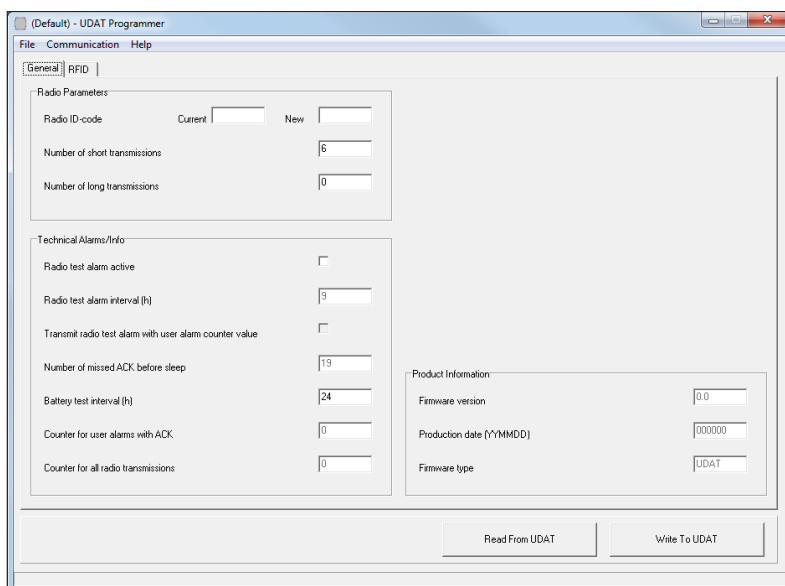 (Default) - UDAT Programmer
File Communication Help
General RFID
Radio Parameters
Radio ID-code Current New
Number of short transmissions 6
Number of long transmissions 0
Technical Alarms/Info
Radio test alarm active
Radio test alarm interval (h) 9
Transmit radio test alarm with user alarm counter value
Number of missed ACK before sleep 19
Battery test interval (h) 24
Counter for user alarms with ACK 0
Counter for all radio transmissions 0
Product Information
Firmware version 0.0
Production date (YYMMDD) 000000
Firmware type UDAT
Read From UDAT Write To UDAT